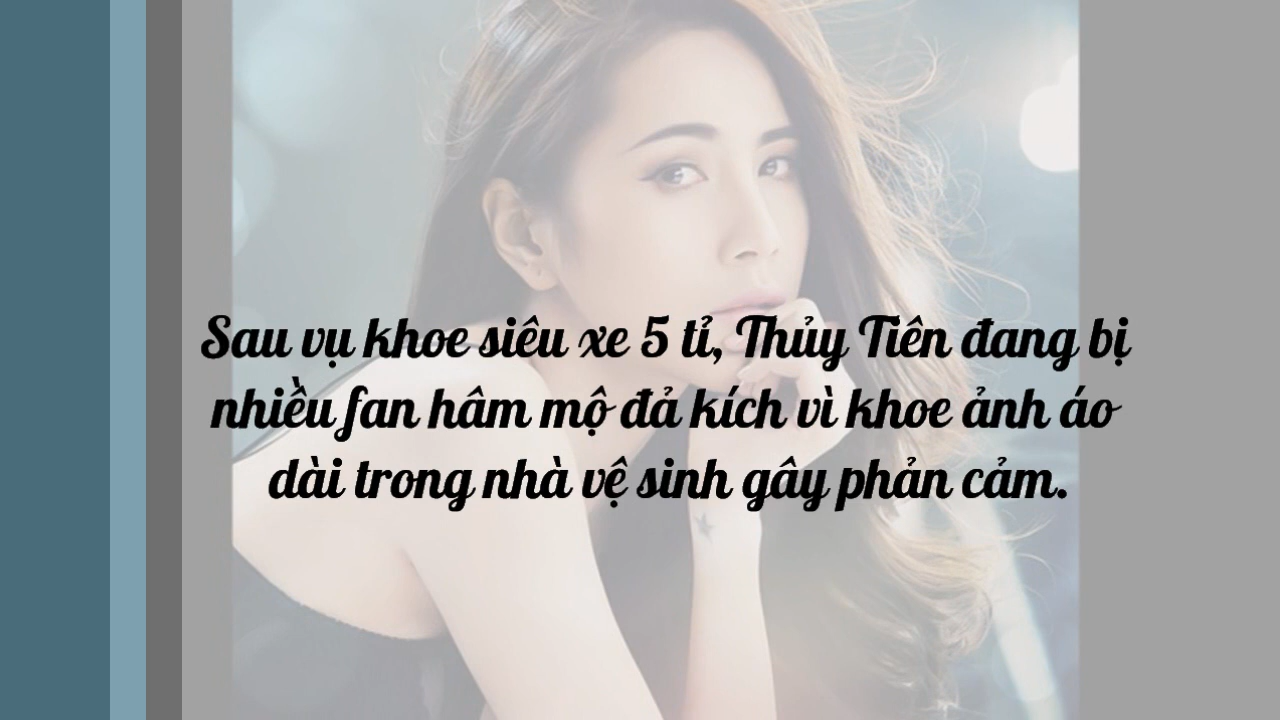 Sau vụ khoe siêu xe 5 tỉ, Thủy Tiên đang bị
nhiều fan hâm mộ đả kích vì khoe ảnh áo
dài trong nhà vệ sinh gây phản cảm.